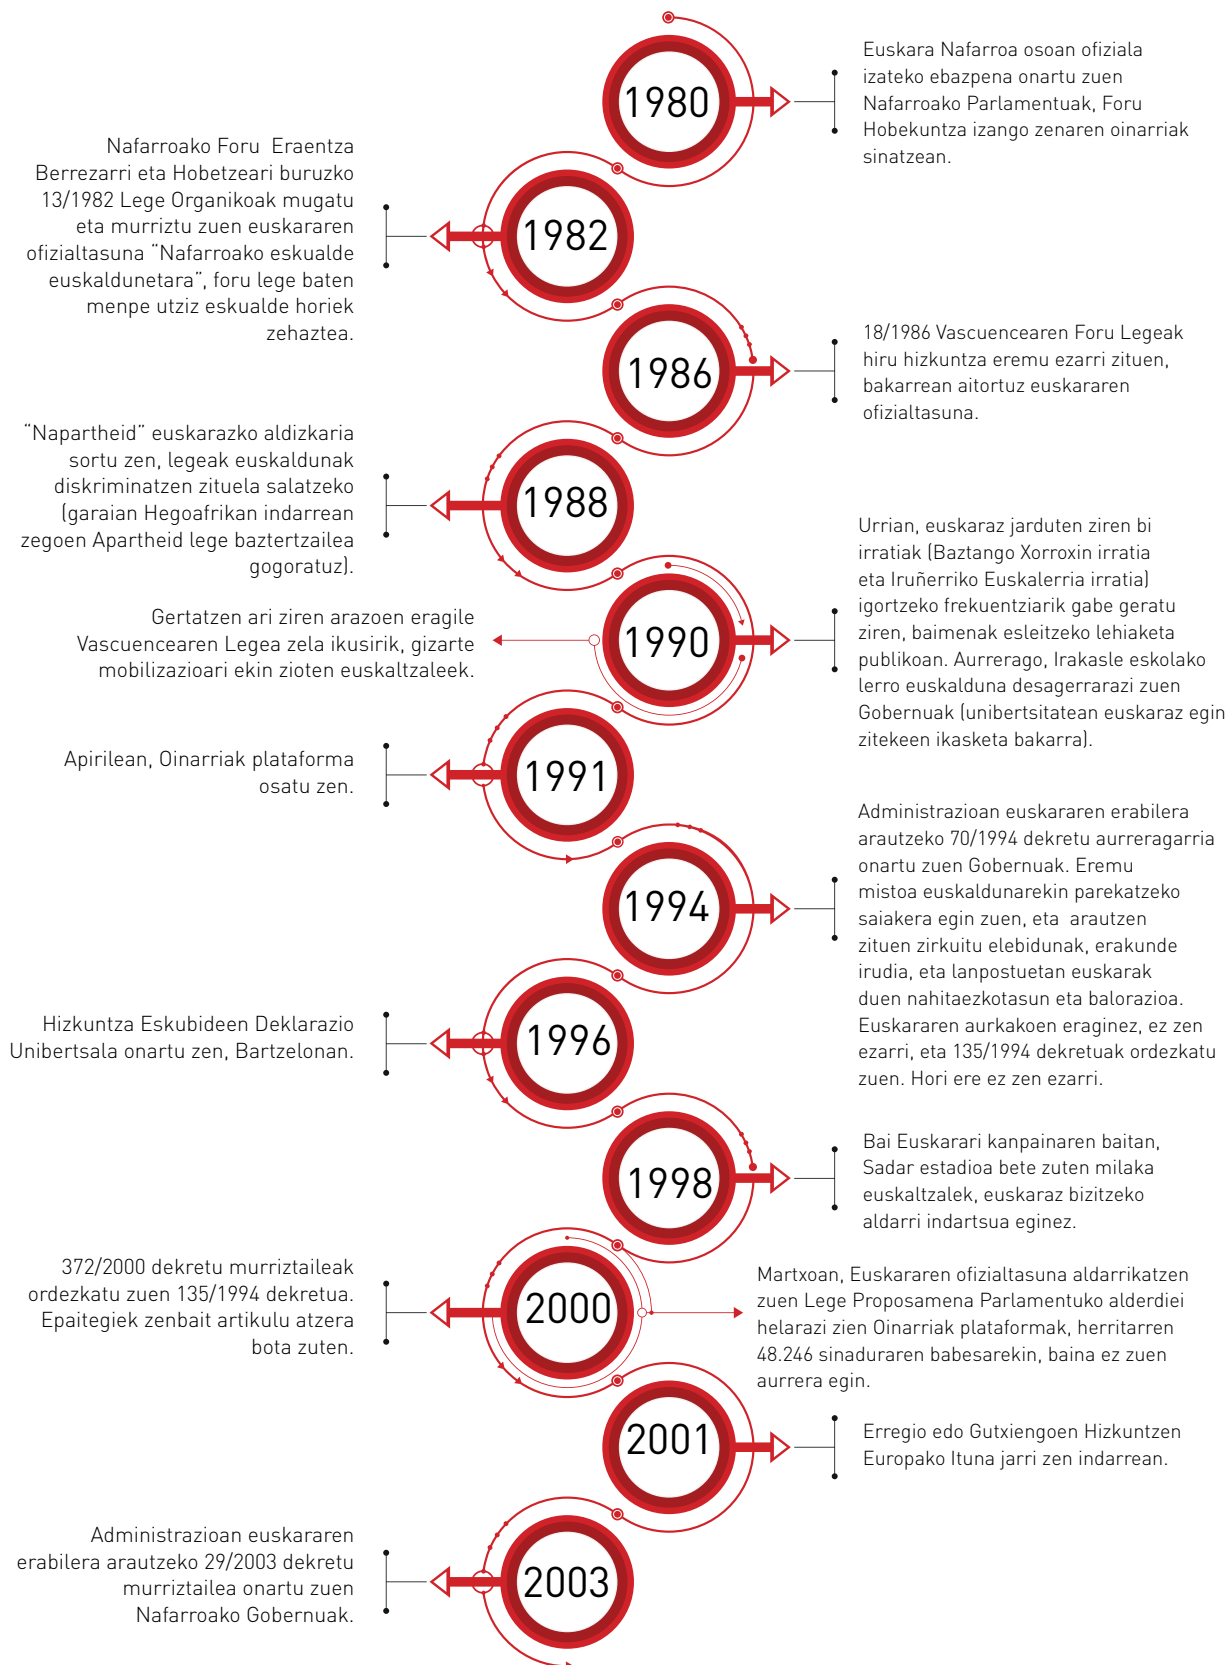 1980
Euskara Nafarroa osoan ofiziala
izateko ebazpena onartu zuen
Nafarroako Parlamentuak, Foru
Hobekuntza izango zenaren oinarriak
sinatzean.
Nafarroako Foru Eraentza
Berrezarri eta Hobetzeari buruzko
13/1982 Lege Organikoak mugatu
eta murriztu zuen euskararen
ofizialtasuna “Nafarroako eskualde
euskaldunetara”, foru lege baten
menpe utziz eskualde horiek
zehaztea.
1982
1986
18/1986 Vascuencearen Foru Legeak
hiru hizkuntza eremu ezarri zituen,
bakarrean aitortuz euskararen
ofizialtasuna.
“Napartheid” euskarazko aldizkaria
sortu zen, legeak euskaldunak
diskriminatzen zituela salatzeko
(garaian Hegoafrikan indarrean
zegoen Apartheid lege baztertzailea
gogoratuz).
1988
Gertatzen ari ziren arazoen eragile
Vascuencearen Legea zela ikusirik, gizarte
mobilizazioari ekin zioten euskaltzaleek.
1990
Urrian, euskaraz jarduten ziren bi
irratiak (Baztango Xorroxin irratia
eta Iruñerriko Euskalerria irratia)
igortzeko frekuentziarik gabe geratu
ziren, baimenak esleitzeko lehiaketa
publikoan. Aurrerago, Irakasle eskolako
lerro euskalduna desagerrarazi zuen
Gobernuak (unibertsitatean euskaraz egin
zitekeen ikasketa bakarra).
Apirilean, Oinarriak plataforma
osatu zen.
1991
1994
Administrazioan euskararen erabilera
arautzeko 70/1994 dekretu aurreragarria
onartu zuen Gobernuak. Eremu
mistoa euskaldunarekin parekatzeko
saiakera egin zuen, eta arautzen
zituen zirkuitu elebidunak, erakunde
irudia, eta lanpostuetan euskarak
duen nahitaezkotasun eta balorazioa.
Euskararen aurkakoen eraginez, ez zen
ezarri, eta 135/1994 dekretuak ordezkatu
zuen. Hori ere ez zen ezarri.
Hizkuntza Eskubideen Deklarazio
Unibertsala onartu zen, Bartzelonan.
1996
1998
Bai Euskarari kanpainaren baitan,
Sadar estadioa bete zuten milaka
euskaltzalek, euskaraz bizitzeko
aldarri indartsua eginez.
372/2000 dekretu murriztaileak
ordezkatu zuen 135/1994 dekretua.
Epaitegiek zenbait artikulu atzera
bota zuten.
2000
Martxoan, Euskararen ofizialtasuna aldarrikatzen
zuen Lege Proposamena Parlamentuko alderdiei
helarazi zien Oinarriak plataformak, herritarren
48.246 sinaduraren babesarekin, baina ez zuen
aurrera egin.
2001
Erregio edo Gutxiengoen Hizkuntzen
Europako Ituna jarri zen indarrean.
Administrazioan euskararen
erabilera arautzeko 29/2003 dekretu
murriztailea onartu zuen
Nafarroako Gobernuak.
2003